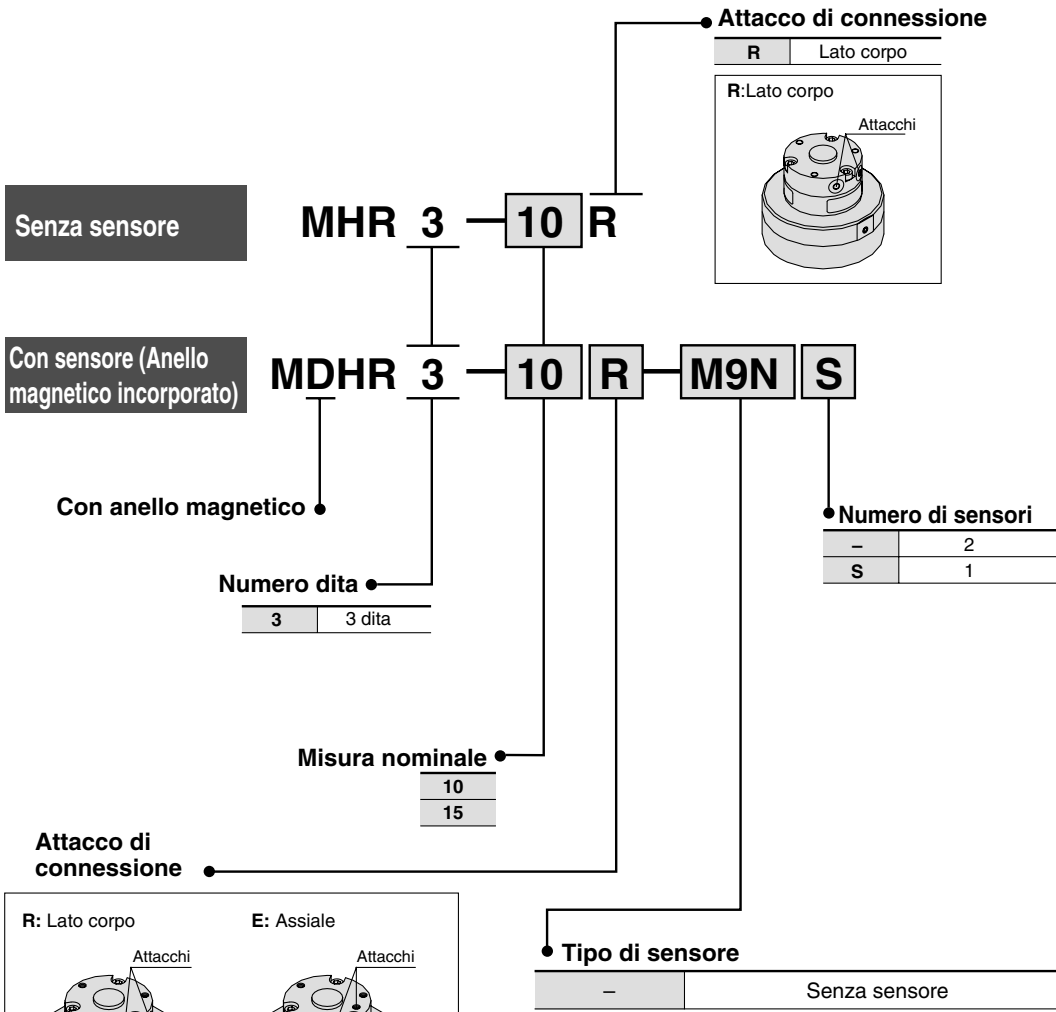 Attacco di connessione
R Lato corpo
R:Lato corpo
Attacchi
Senza sensore
MHR 3 — 10 R
Con sensore (Anello
magnetico incorporato)
MDHR 3 — 10 R — M9N S
Con anello magnetico
Numero di sensori
– 2
S 1
Numero dita
3 3 dita
Misura nominale
10
15
Attacco di
connessione
R: Lato corpo E: Assiale
Attacchi Attacchi
Tipo di sensore
– Senza sensore